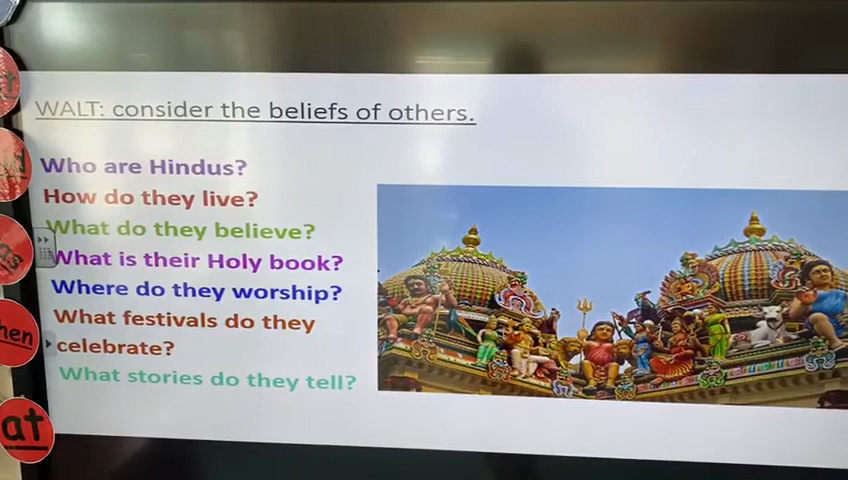 WALT: consider the beliefs of others.
Who are Hindus?
How do they live?
What do they believe?
What is their Holy book?
Where do they worship?
What festivals do they
celebrate?
What stories do they tell?
at